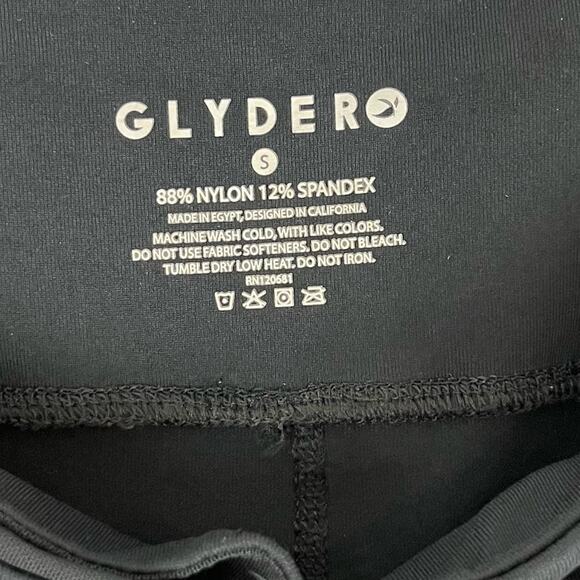 GLYDER
S
88% NYLON 12% SPANDEX
MADE IN EGYPT, DESIGNED IN CALIFORNIA
MACHINE WASH COLD, WITH LIKE COLORS.
DO NOT USE FABRIC SOFTENERS. DO NOT BLEACH.
TUMBLE DRY LOW HEAT. DO NOT IRON.
RN120681